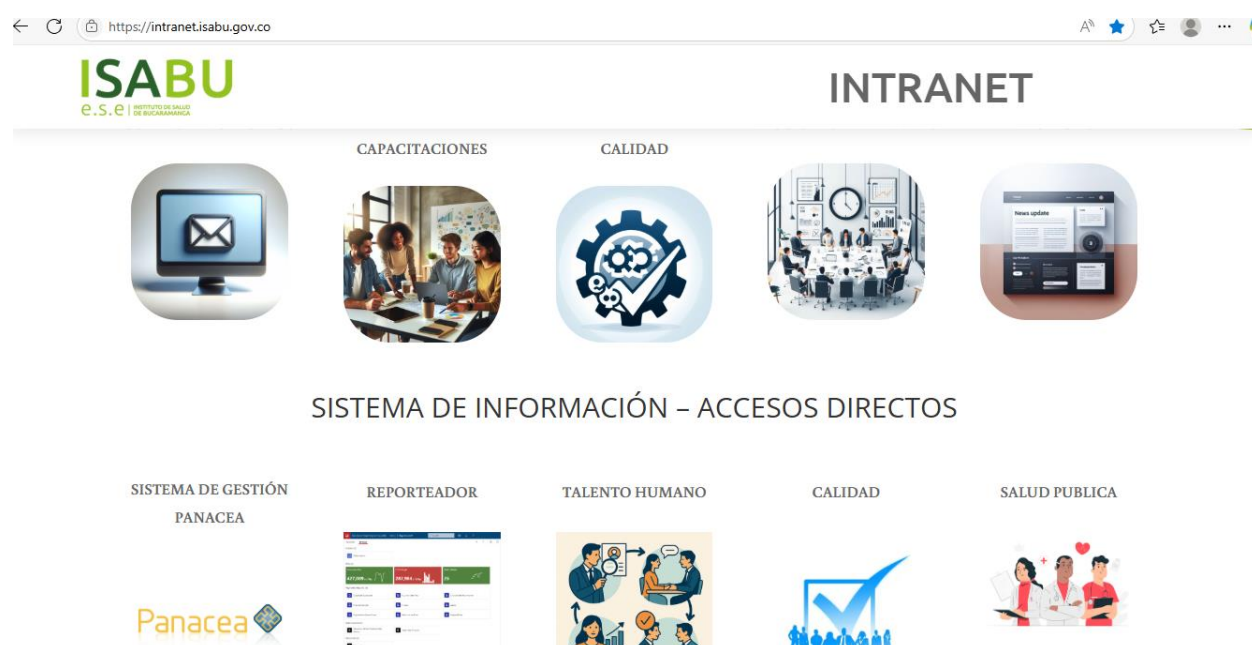 https://intranet.isabu.gov.co
ISABU
e.s.e INSTITUTO DE SALUD
DE BUCARAMANGA
INTRANET
CAPACITACIONES
CALIDAD
News update
SISTEMA DE INFORMACIÓN – ACCESOS DIRECTOS
SISTEMA DE GESTIÓN
PANACEA
REPORTEADOR
TALENTO HUMANO
CALIDAD
SALUD PUBLICA
Panacea